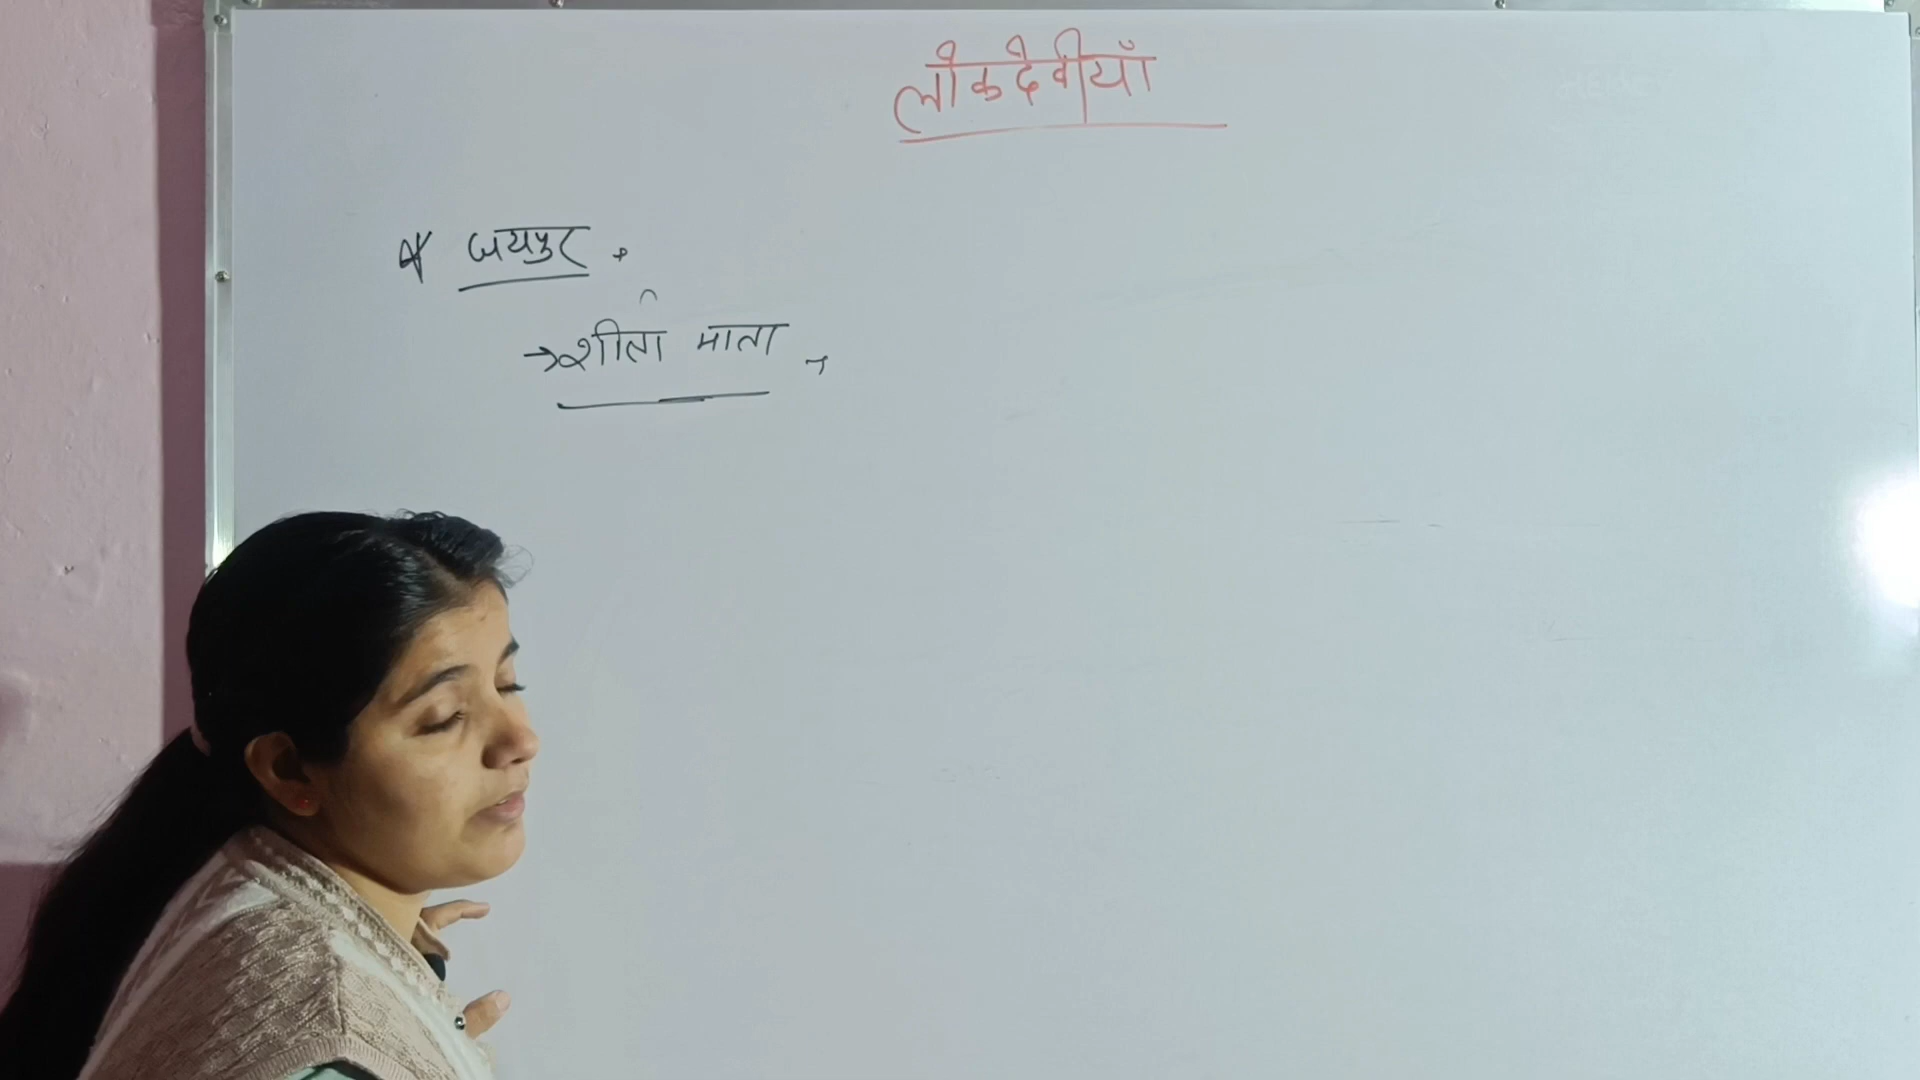 लोकदेवीयाँ
* जयपुर
→ शीता माता